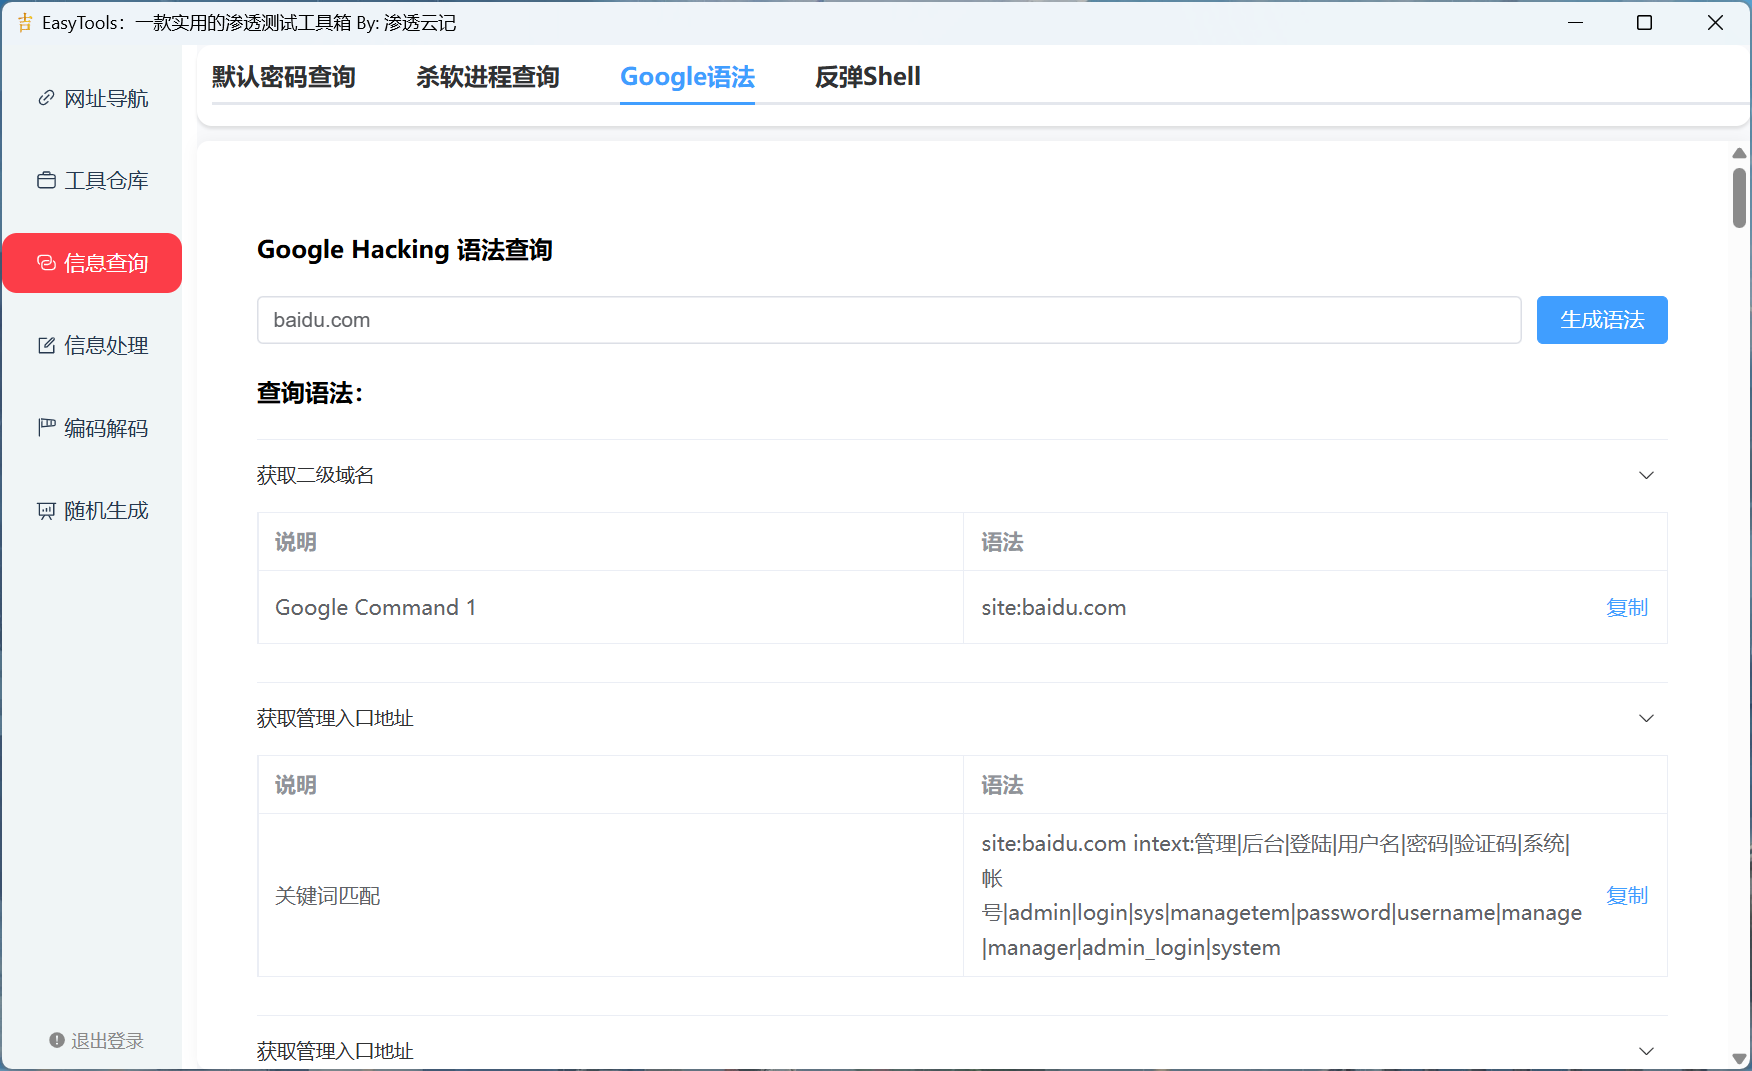 EasyTools：一款实用的渗透测试工具箱 By: 渗透云记
网址导航
工具仓库
信息查询
信息处理
编码解码
随机生成
退出登录
默认密码查询 杀软进程查询 Google语法 反弹Shell
Google Hacking 语法查询
baidu.com 生成语法
查询语法：
获取二级域名
说明 语法
Google Command 1 site:baidu.com 复制
获取管理入口地址
说明 语法
关键词匹配
site:baidu.com intext:管理|后台|登陆|用户名|密码|验证码|系统|
帐
号|admin|login|sys|managetem|password|username|manage
|manager|admin_login|system
复制
获取管理入口地址